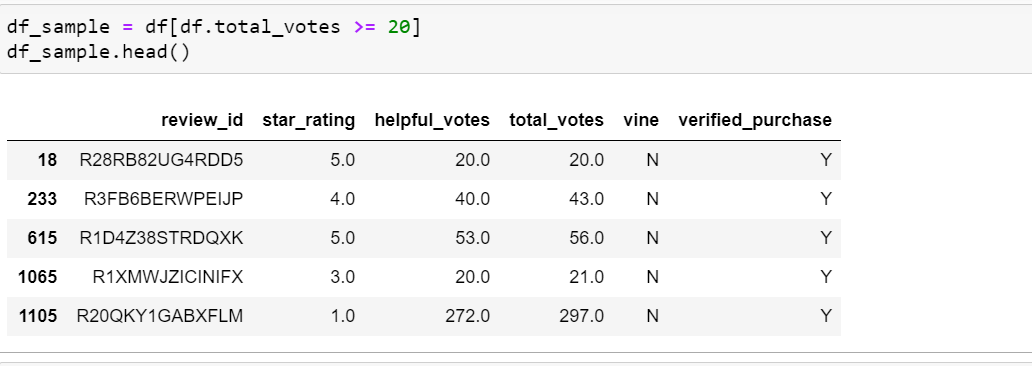 df_sample = df[df.total_votes >= 20]
df_sample.head()
review_id star_rating helpful_votes total_votes vine verified_purchase
18 R28RB82UG4RDD5 5.0 20.0 20.0 N Y
233 R3FB6BERWPEIJP 4.0 40.0 43.0 N Y
615 R1D4Z38STRDQXK 5.0 53.0 56.0 N Y
1065 R1XMWJZICINIFX 3.0 20.0 21.0 N Y
1105 R20QKY1GABXFLM 1.0 272.0 297.0 N Y